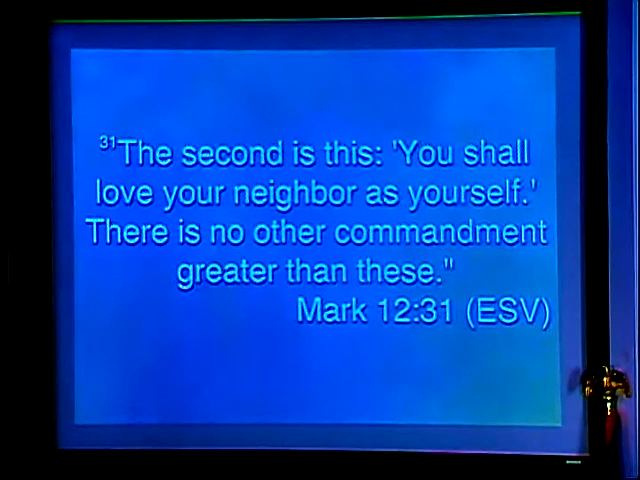 31The second is this: 'You shall
love your neighbor as yourself.'
There is no other commandment
greater than these."
Mark 12:31 (ESV)